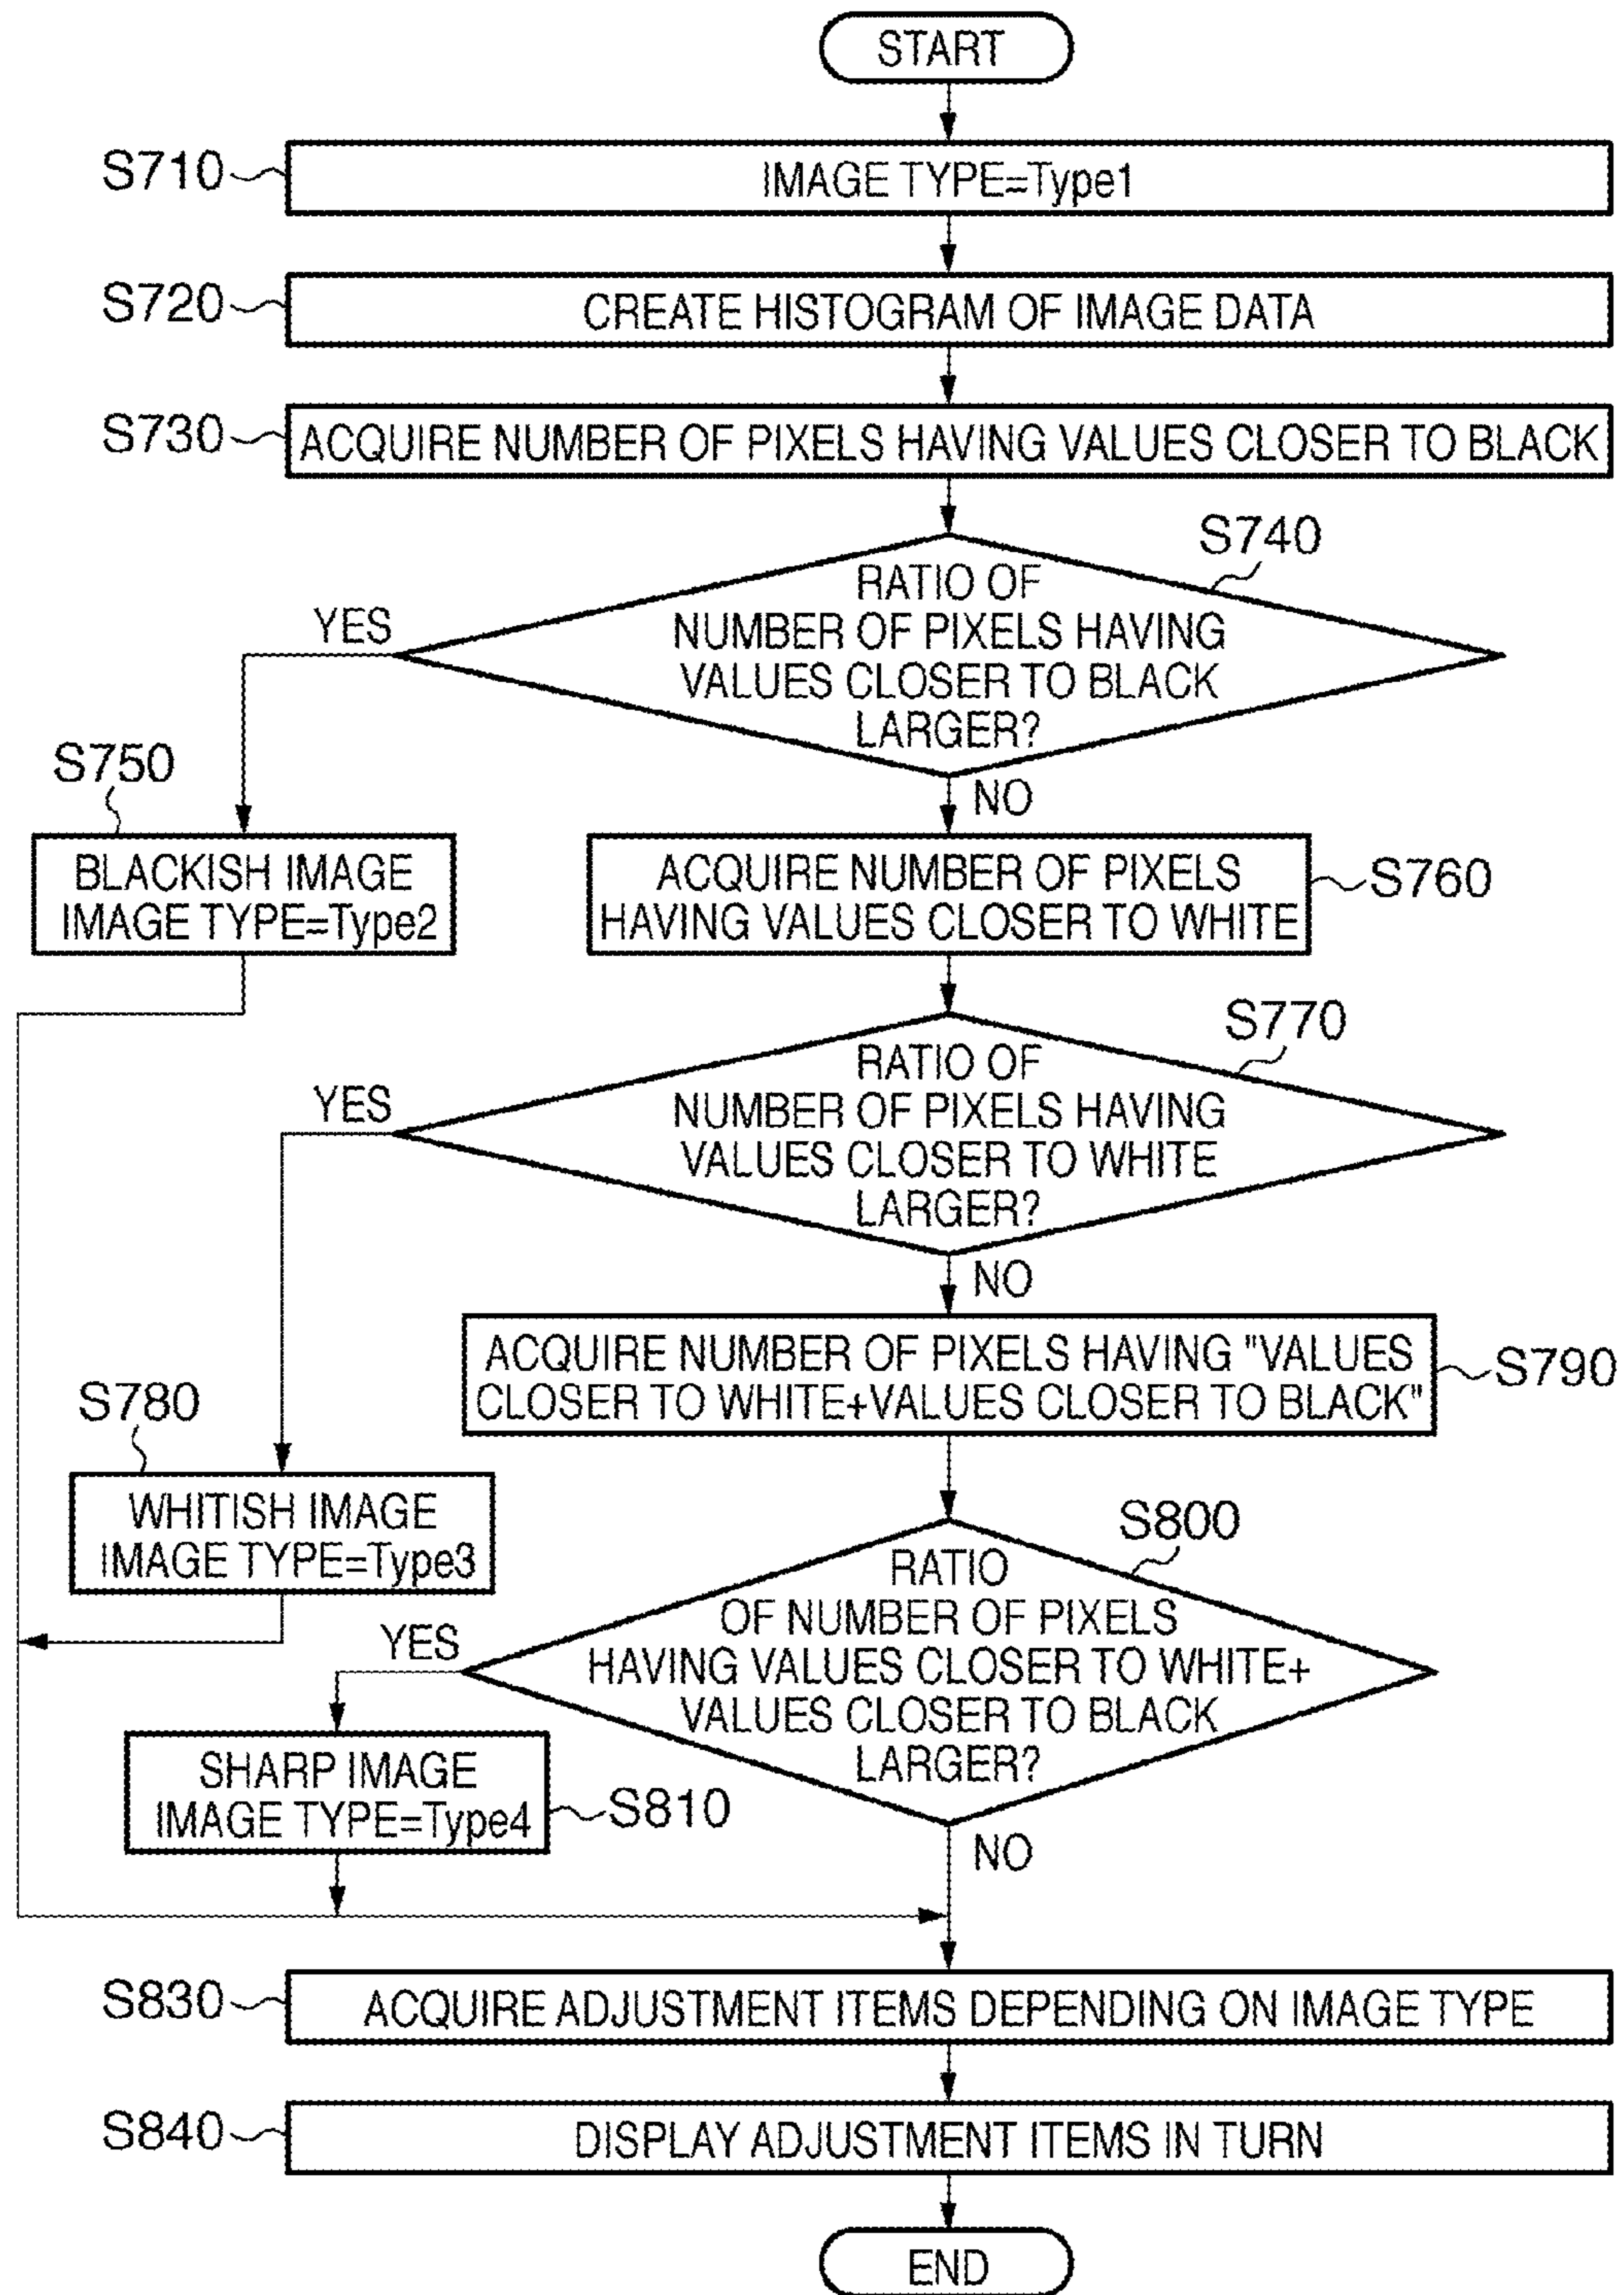 START
S710
IMAGE TYPE=Type1
S720
CREATE HISTOGRAM OF IMAGE DATA
S730
ACQUIRE NUMBER OF PIXELS HAVING VALUES CLOSER TO BLACK
S740
RATIO OF
NUMBER OF PIXELS HAVING
VALUES CLOSER TO BLACK
LARGER?
YES
NO
S750
BLACKISH IMAGE
IMAGE TYPE=Type2
ACQUIRE NUMBER OF PIXELS
HAVING VALUES CLOSER TO WHITE
S760
S770
RATIO OF
NUMBER OF PIXELS HAVING
VALUES CLOSER TO WHITE
LARGER?
YES
NO
S780
WHITISH IMAGE
IMAGE TYPE=Type3
ACQUIRE NUMBER OF PIXELS HAVING "VALUES
CLOSER TO WHITE+VALUES CLOSER TO BLACK"
S790
S800
RATIO
OF NUMBER OF PIXELS
HAVING VALUES CLOSER TO WHITE+
VALUES CLOSER TO BLACK
LARGER?
YES
NO
SHARP IMAGE
IMAGE TYPE=Type4
S810
S830
ACQUIRE ADJUSTMENT ITEMS DEPENDING ON IMAGE TYPE
S840
DISPLAY ADJUSTMENT ITEMS IN TURN
END